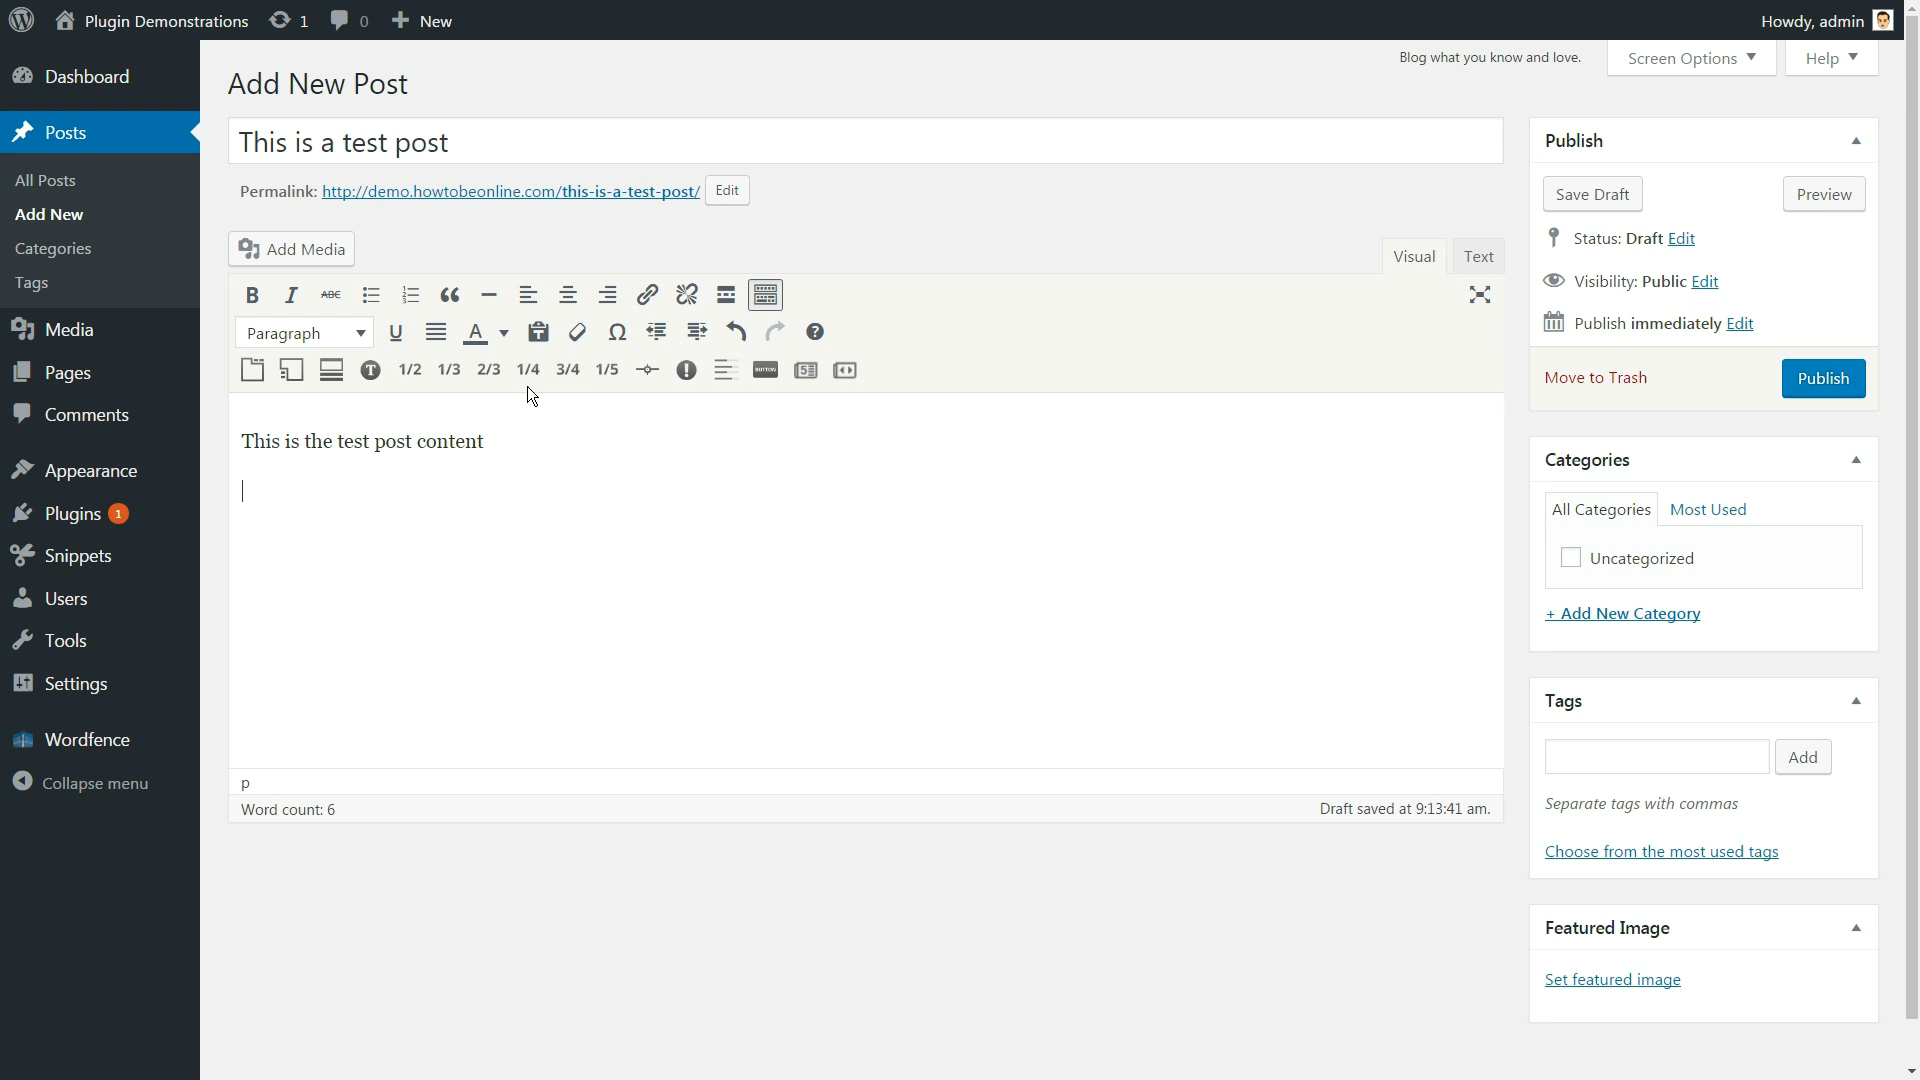 Plugin Demonstrations 1 0 New
Howdy, admin
Dashboard
Posts
All Posts
Add New
Categories
Tags
Media
Pages
Comments
Appearance
Plugins 1
Snippets
Users
Tools
Settings
Wordfence
Collapse menu
Blog what you know and love.
Screen Options
Help
Add New Post
This is a test post
Permalink: http://demo.howtobeonline.com/this-is-a-test-post/ Edit
Add Media
Visual Text
B I ABC
Paragraph U A Ω
T 1/2 1/3 2/3 1/4 3/4 1/5 BUTTON
This is the test post content
p
Word count: 6
Draft saved at 9:13:41 am.
Publish
Save Draft Preview
Status: Draft Edit
Visibility: Public Edit
Publish immediately Edit
Move to Trash Publish
Categories
All Categories Most Used
Uncategorized
+ Add New Category
Tags
Add
Separate tags with commas
Choose from the most used tags
Featured Image
Set featured image